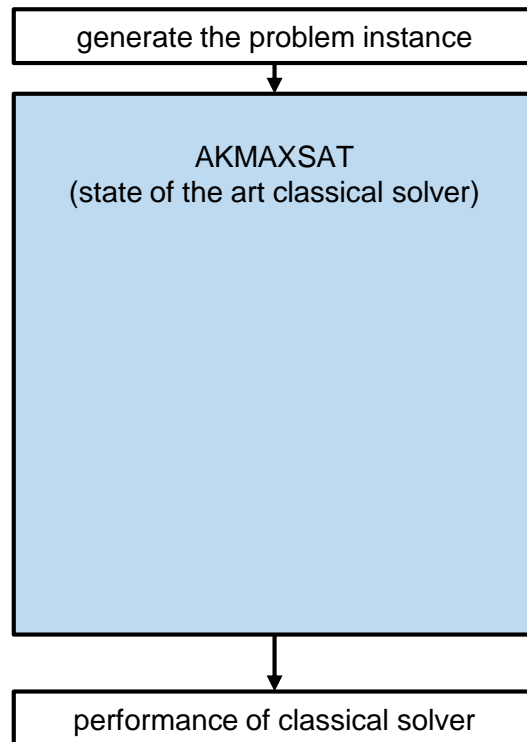 generate the problem instance
AKMAXSAT
(state of the art classical solver)
performance of classical solver